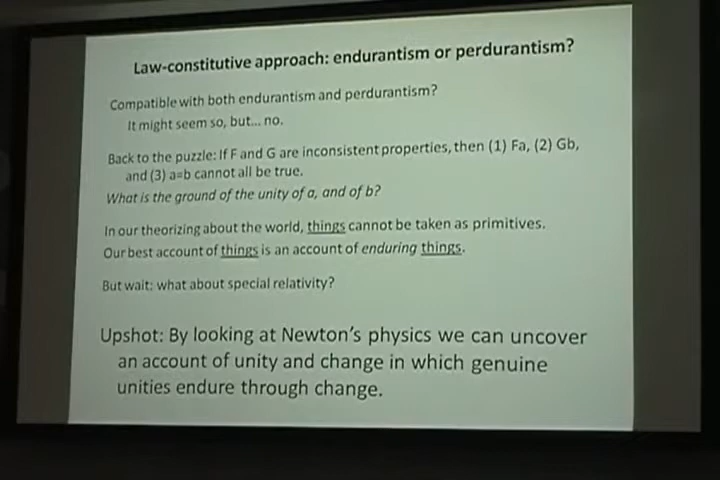 Law-constitutive approach: endurantism or perdurantism?
Compatible with both endurantism and perdurantism?
It might seem so, but... no.
Back to the puzzle: If F and G are inconsistent properties, then (1) Fa, (2) Gb,
and (3) a=b cannot all be true.
What is the ground of the unity of a, and of b?
In our theorizing about the world, things cannot be taken as primitives.
Our best account of things is an account of enduring things.
But wait: what about special relativity?
Upshot: By looking at Newton's physics we can uncover
an account of unity and change in which genuine
unities endure through change.